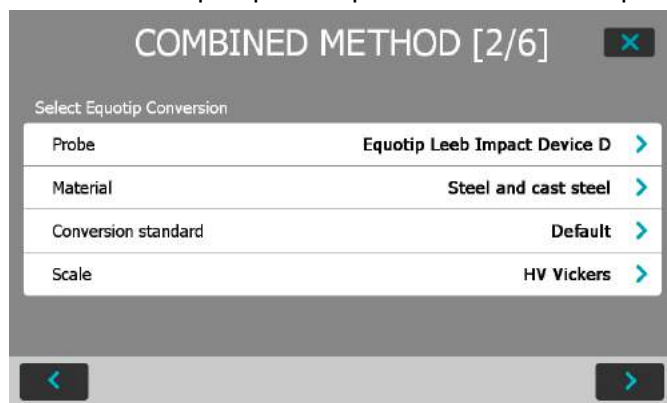 COMBINED METHOD [2/6]
Select Equotip Conversion
Probe Equotip Leeb Impact Device D
Material Steel and cast steel
Conversion standard Default
Scale HV Vickers